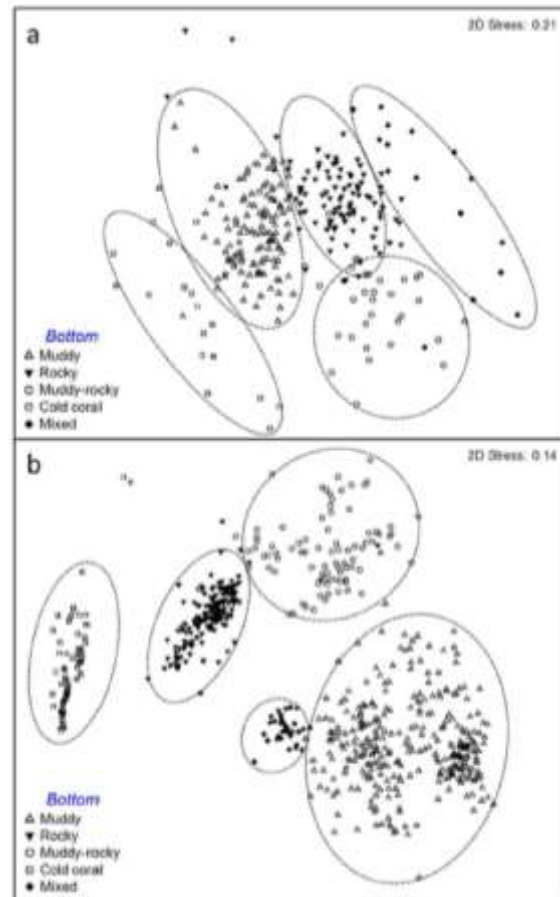 a
2D Stress: 0.21
Bottom
Muddy
Rocky
Muddy-rocky
Cold coral
Mixed
b
2D Stress: 0.14
Bottom
Muddy
Rocky
Muddy-rocky
Cold coral
Mixed